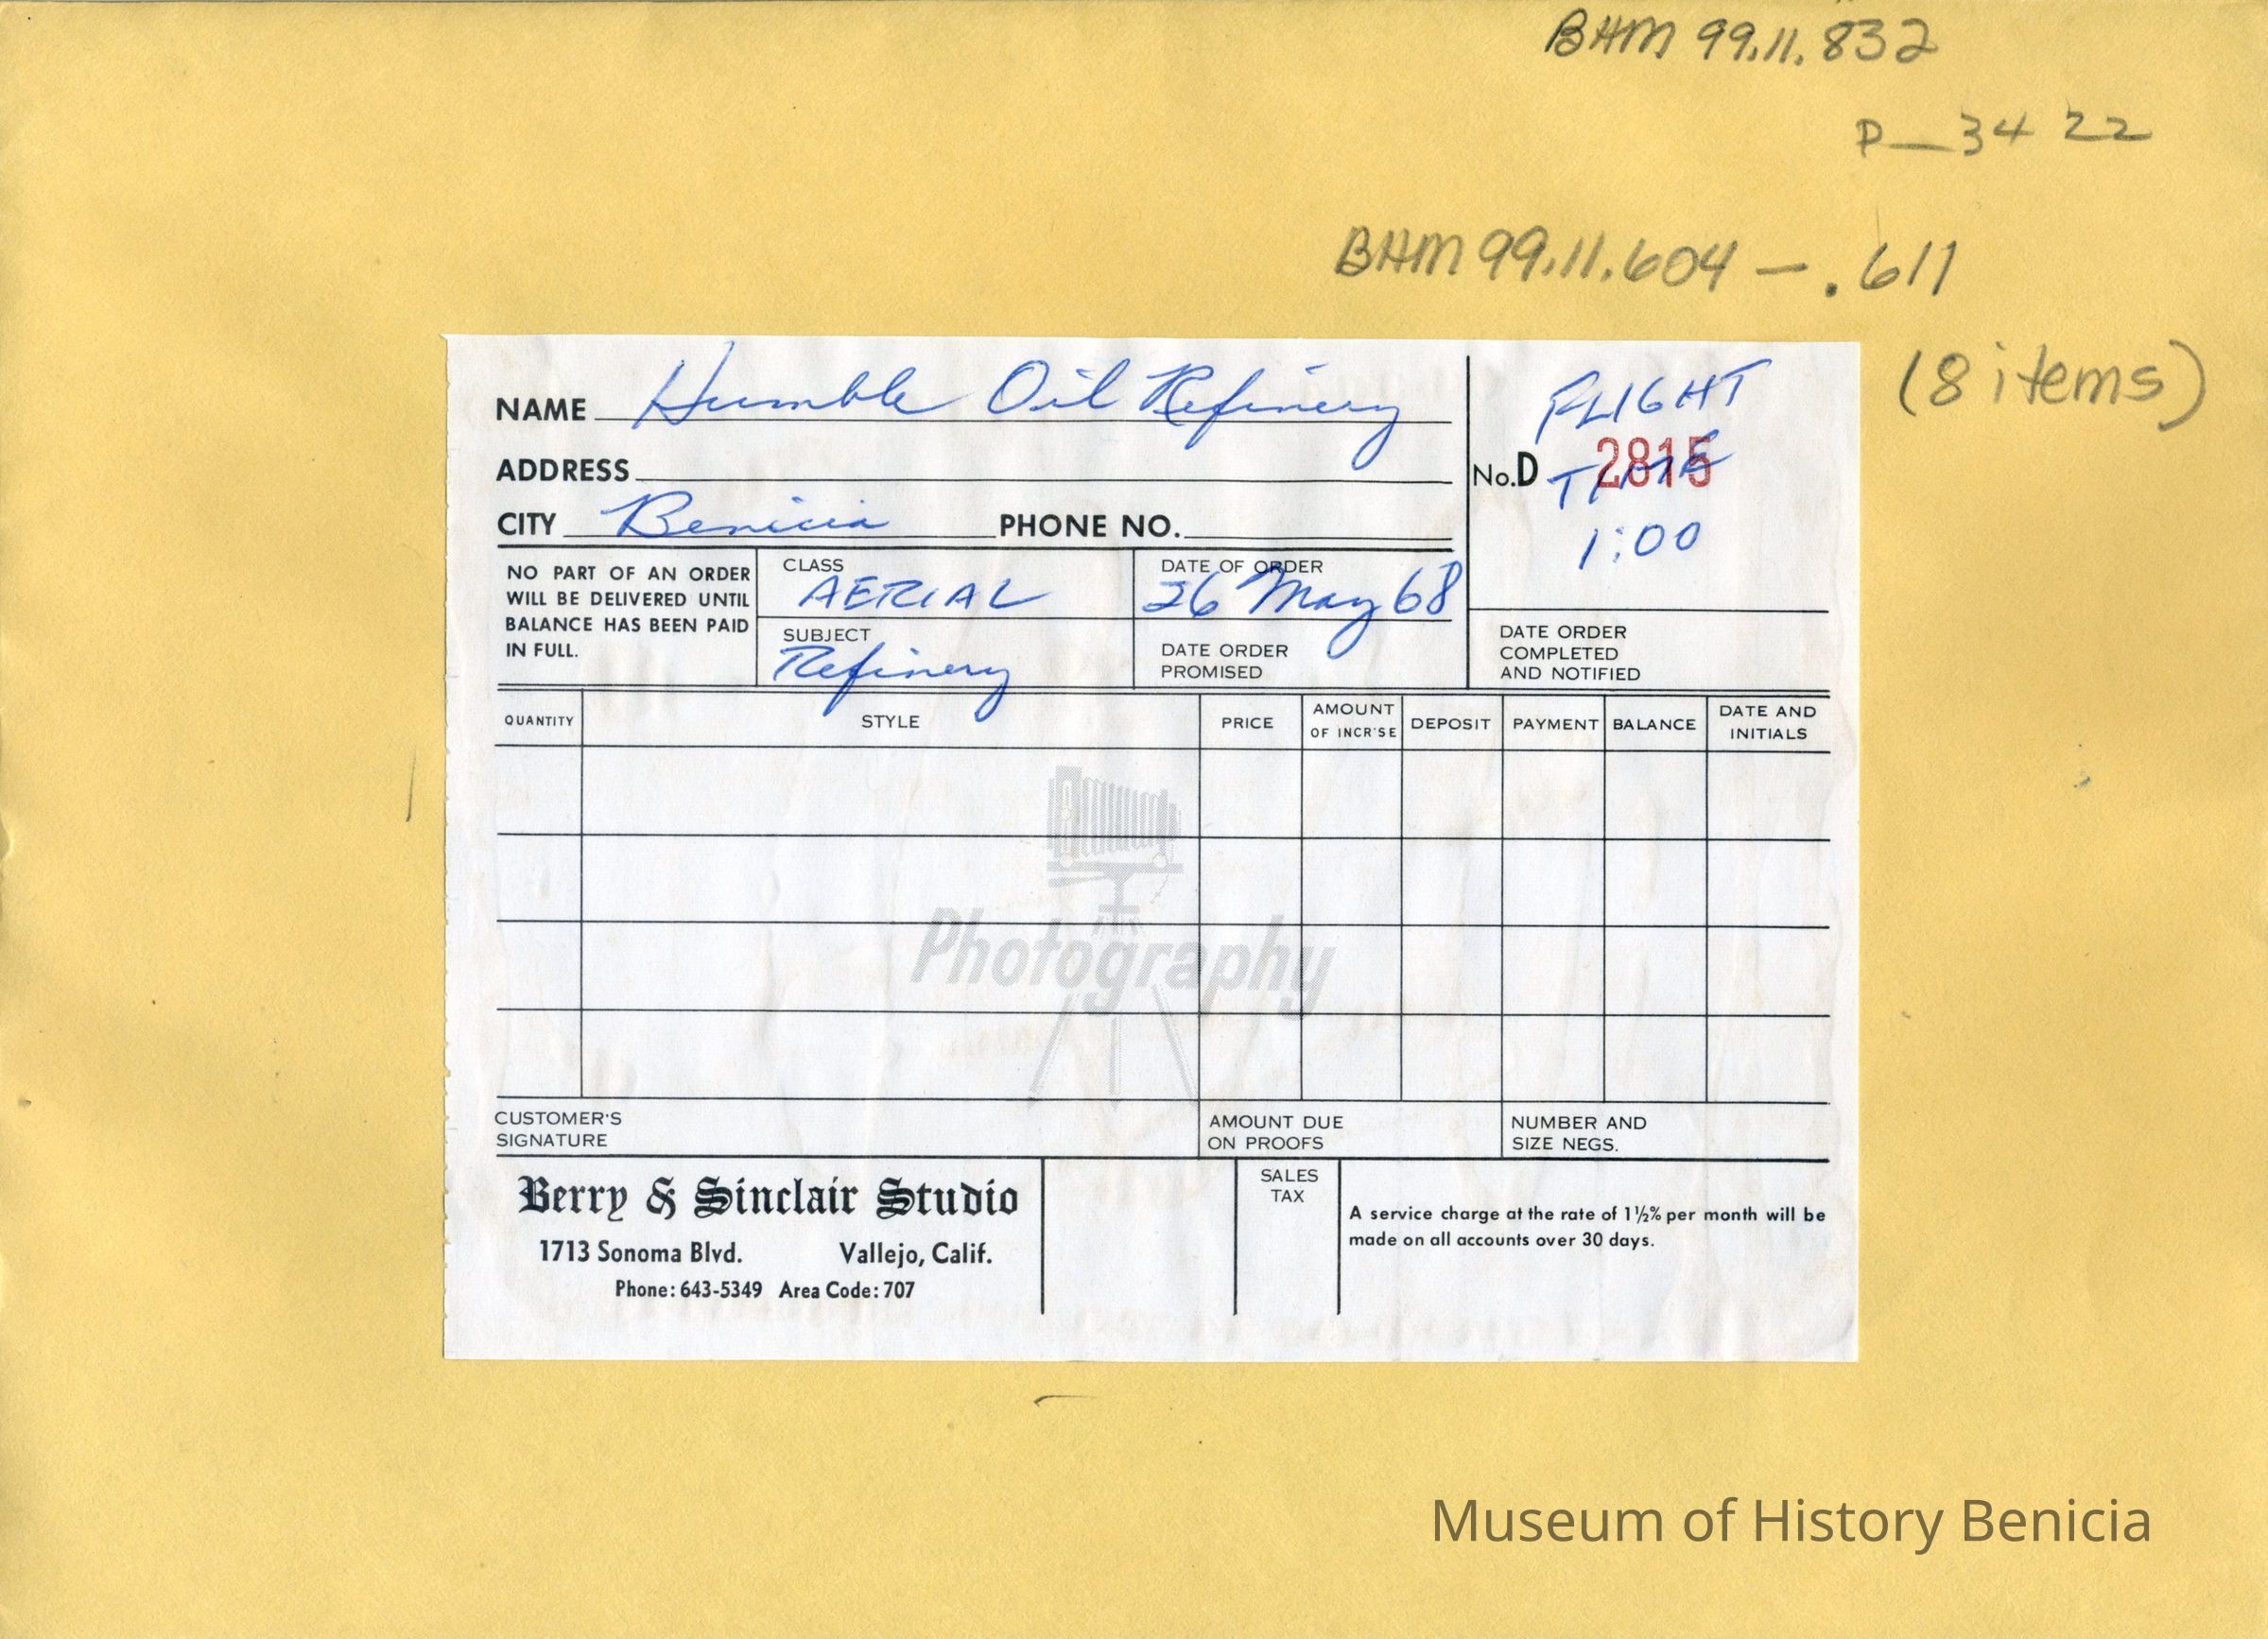 BAM 99.11.832
P-3422
BAM 99.11.604 - .611
(8 items)
NAME Humble Oil Refinery
ADDRESS
CITY Benicia PHONE NO.
FLIGHT
No. D 2815
TIME
1:00
NO PART OF AN ORDER
WILL BE DELIVERED UNTIL
BALANCE HAS BEEN PAID
IN FULL.
CLASS
AERIAL
SUBJECT
Refinery
DATE OF ORDER
26 May 68
DATE ORDER
PROMISED
DATE ORDER
COMPLETED
AND NOTIFIED
QUANTITY
STYLE
PRICE
AMOUNT
OF INCR'SE
DEPOSIT
PAYMENT
BALANCE
DATE AND
INITIALS
Photography
CUSTOMER'S
SIGNATURE
AMOUNT DUE
ON PROOFS
NUMBER AND
SIZE NEGS.
Berry & Sinclair Studio
1713 Sonoma Blvd. Vallejo, Calif.
Phone: 643-5349 Area Code: 707
SALES
TAX
A service charge at the rate of 1½% per month will be
made on all accounts over 30 days.
Museum of History Benicia